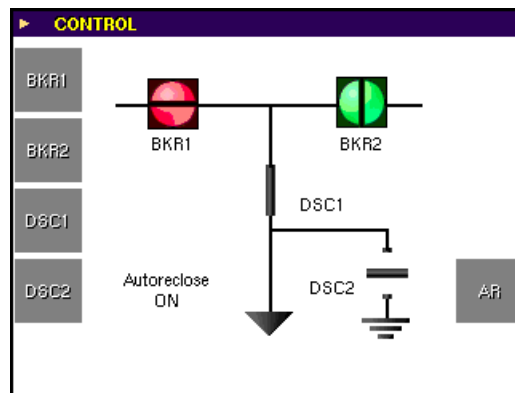 CONTROL
BKR1
BKR2
DSC1
DSC2
BKR1
BKR2
DSC1
DSC2
Autoreclose
ON
AR